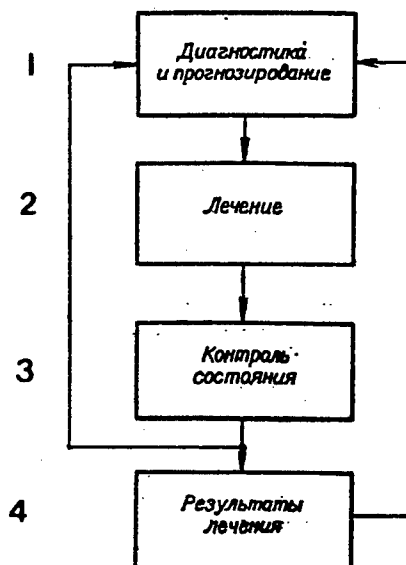 1
Диагностика
и прогнозирование
2
Лечение
3
Контроль
состояния
4
Результаты
лечения